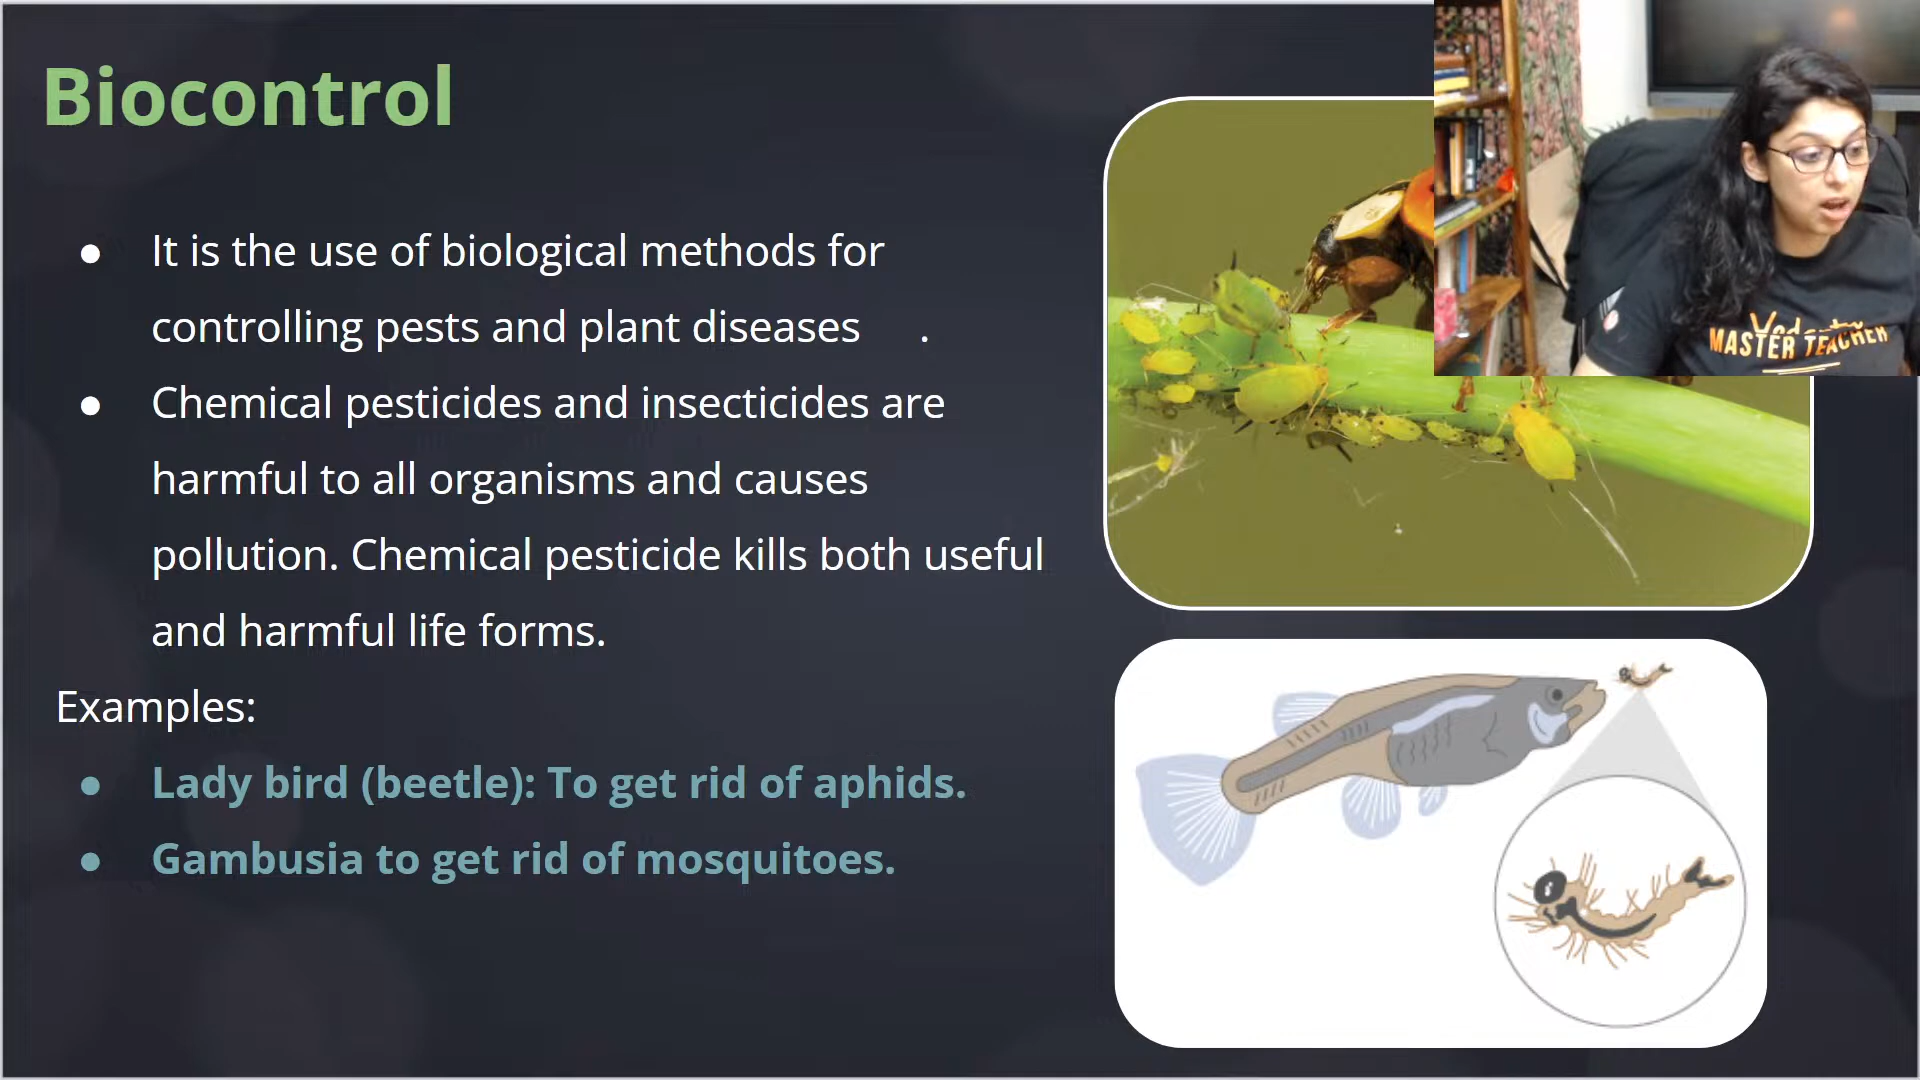 Biocontrol
● It is the use of biological methods for
controlling pests and plant diseases .
● Chemical pesticides and insecticides are
harmful to all organisms and causes
pollution. Chemical pesticide kills both useful
and harmful life forms.
Examples:
● Lady bird (beetle): To get rid of aphids.
● Gambusia to get rid of mosquitoes.
MASTER TEACHER